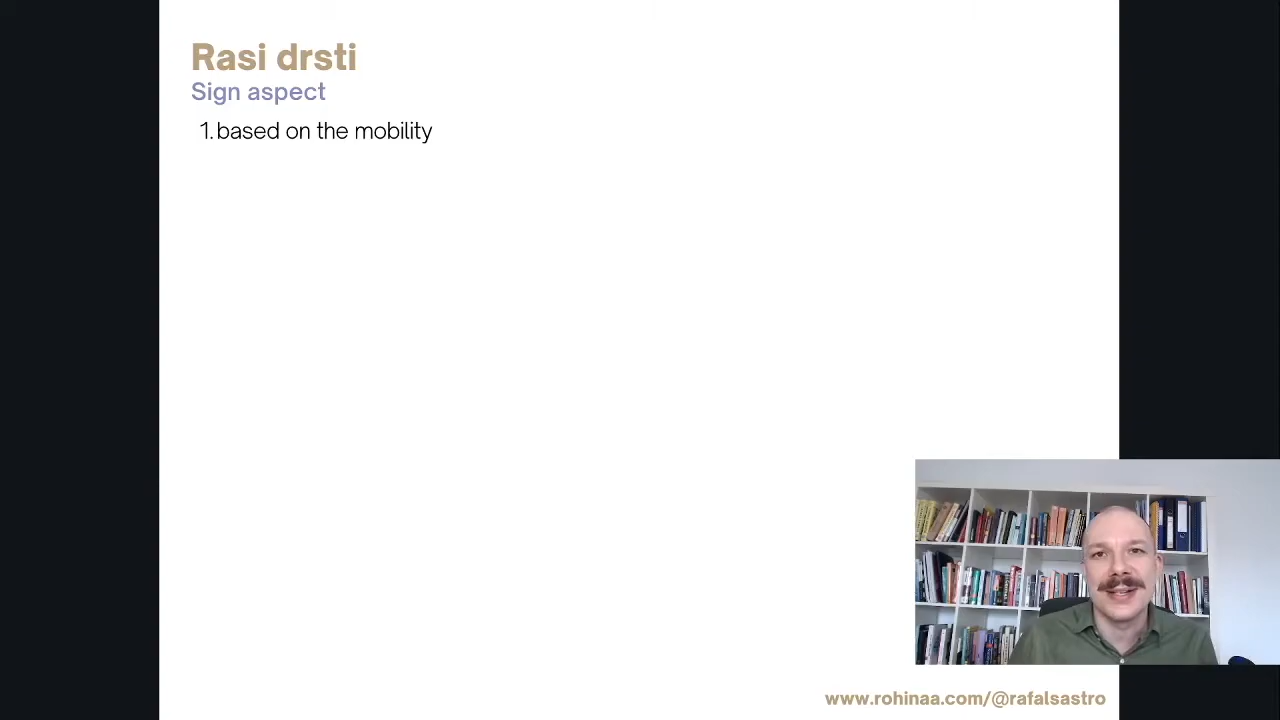 Rasi drsti
Sign aspect
1. based on the mobility
www.rohinaa.com/@rafalsastro